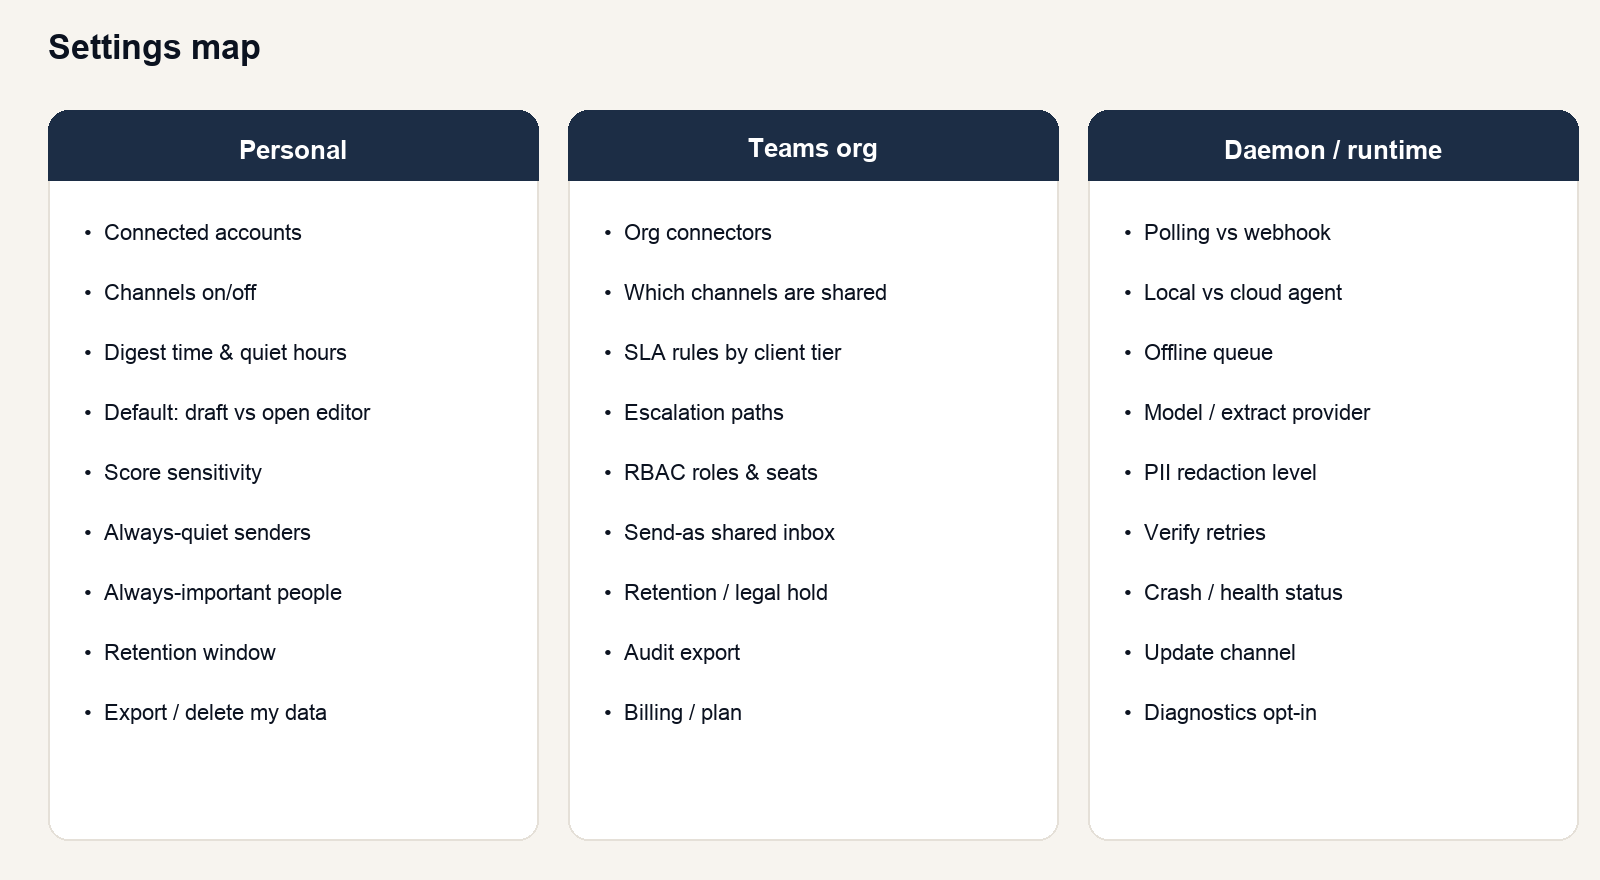 Settings map
Personal
• Connected accounts
• Channels on/off
• Digest time & quiet hours
• Default: draft vs open editor
• Score sensitivity
• Always-quiet senders
• Always-important people
• Retention window
• Export / delete my data
Teams org
• Org connectors
• Which channels are shared
• SLA rules by client tier
• Escalation paths
• RBAC roles & seats
• Send-as shared inbox
• Retention / legal hold
• Audit export
• Billing / plan
Daemon / runtime
• Polling vs webhook
• Local vs cloud agent
• Offline queue
• Model / extract provider
• PII redaction level
• Verify retries
• Crash / health status
• Update channel
• Diagnostics opt-in